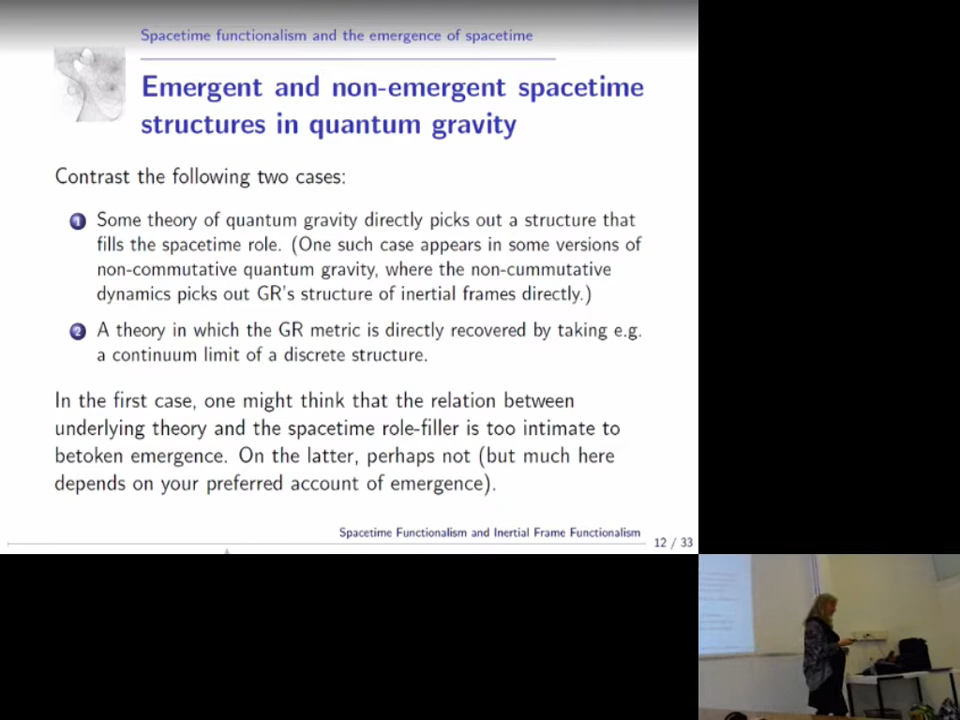 Spacetime functionalism and the emergence of spacetime
Emergent and non-emergent spacetime
structures in quantum gravity
Contrast the following two cases:
1 Some theory of quantum gravity directly picks out a structure that
fills the spacetime role. (One such case appears in some versions of
non-commutative quantum gravity, where the non-cummutative
dynamics picks out GR's structure of inertial frames directly.)
2 A theory in which the GR metric is directly recovered by taking e.g.
a continuum limit of a discrete structure.
In the first case, one might think that the relation between
underlying theory and the spacetime role-filler is too intimate to
betoken emergence. On the latter, perhaps not (but much here
depends on your preferred account of emergence).
Spacetime Functionalism and Inertial Frame Functionalism
12 / 33